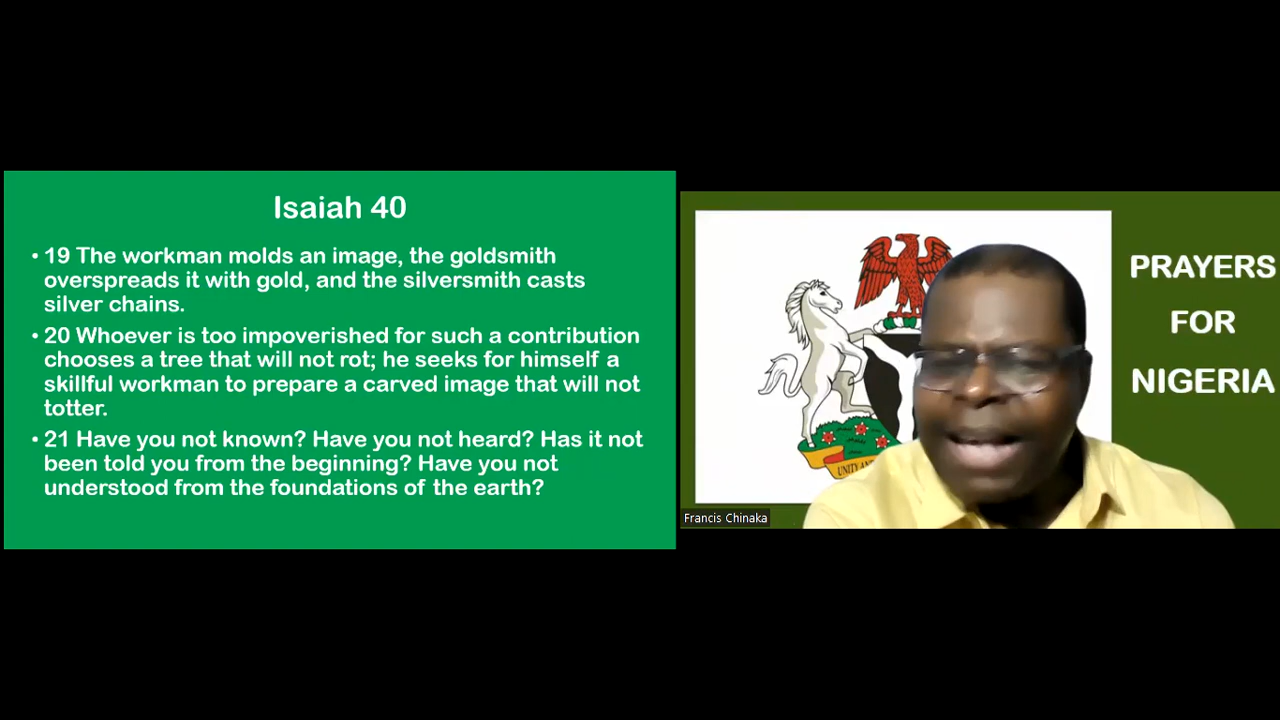 Isaiah 40
• 19 The workman molds an image, the goldsmith
overspreads it with gold, and the silversmith casts
silver chains.
• 20 Whoever is too impoverished for such a contribution
chooses a tree that will not rot; he seeks for himself a
skillful workman to prepare a carved image that will not
totter.
• 21 Have you not known? Have you not heard? Has it not
been told you from the beginning? Have you not
understood from the foundations of the earth?
PRAYERS
FOR
NIGERIA
UNITY AN
Francis Chinaka